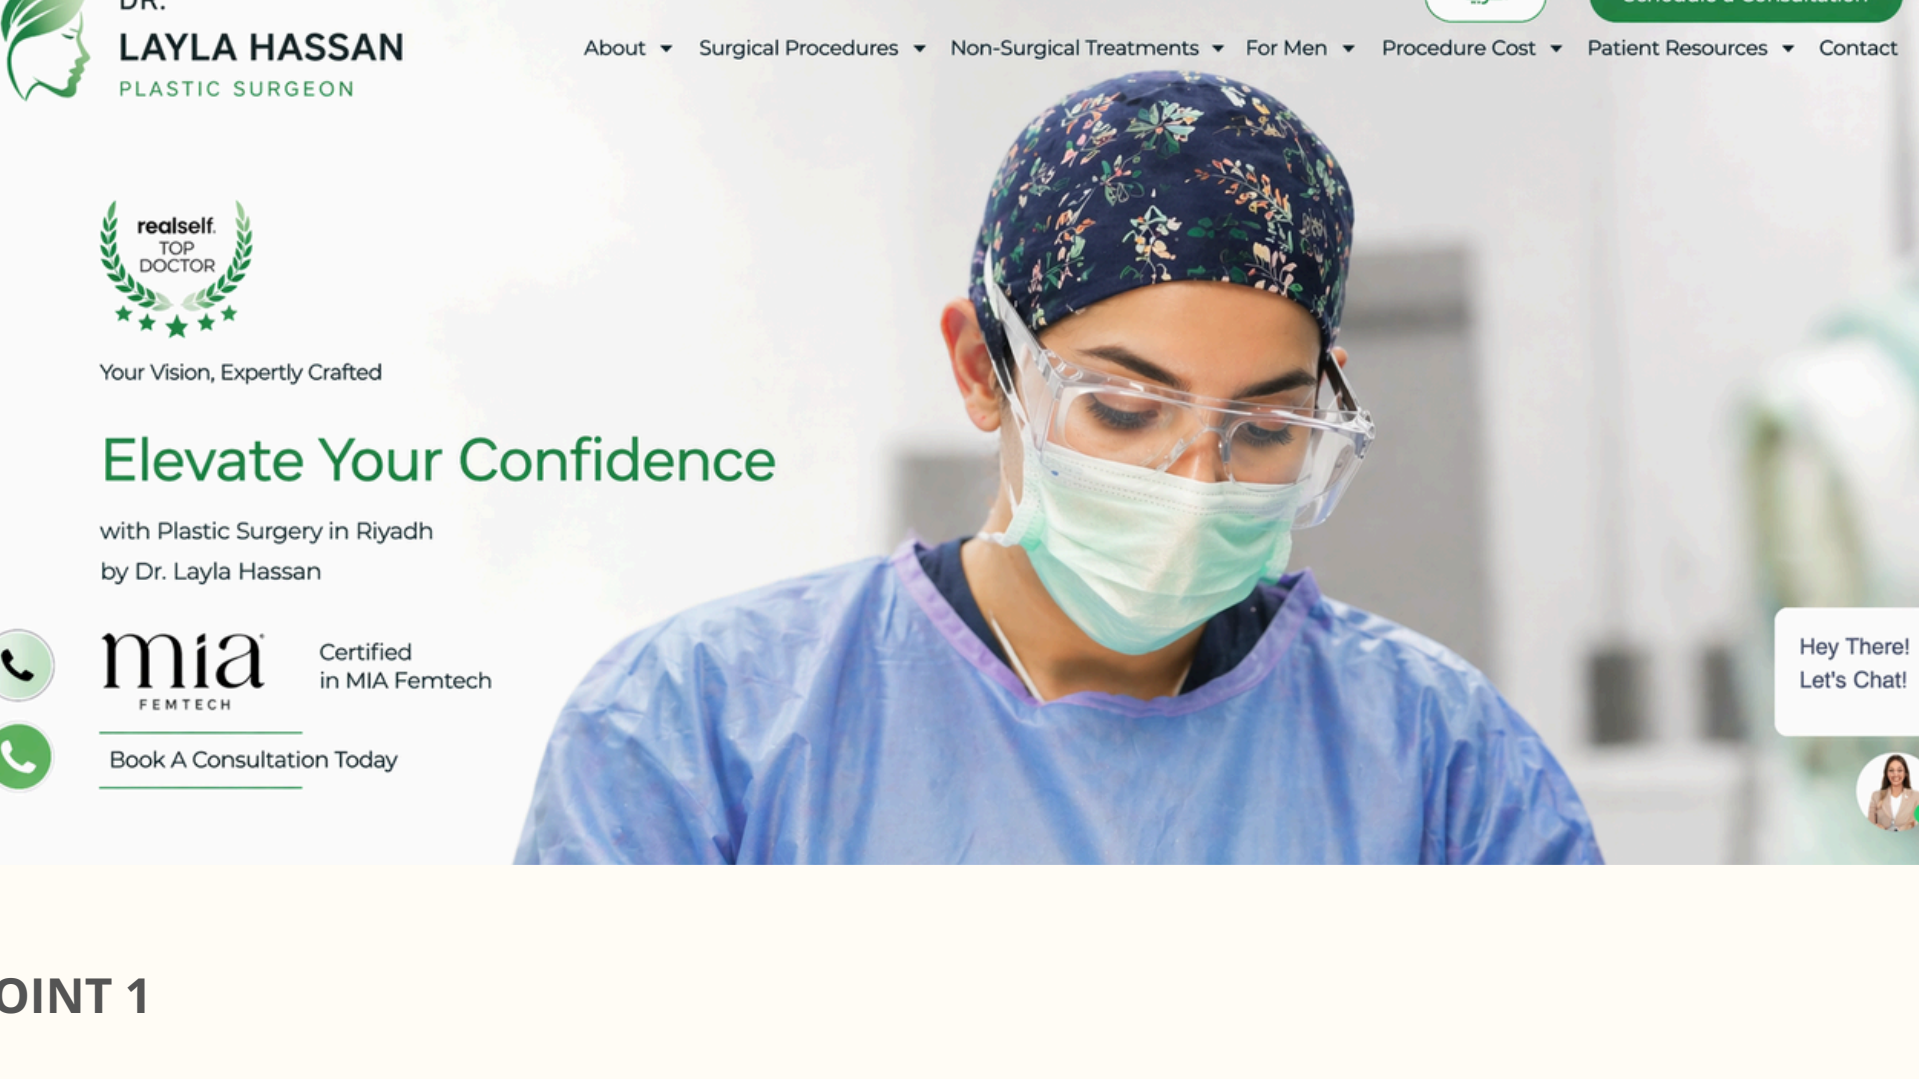 DR.
LAYLA HASSAN
PLASTIC SURGEON
Schedule a Consultation
About
Surgical Procedures
Non-Surgical Treatments
For Men
Procedure Cost
Patient Resources
Contact
realself.
TOP
DOCTOR
Your Vision, Expertly Crafted
Elevate Your Confidence
with Plastic Surgery in Riyadh
by Dr. Layla Hassan
mia
FEMTECH
Certified
in MIA Femtech
Book A Consultation Today
Hey There!
Let's Chat!
OINT 1